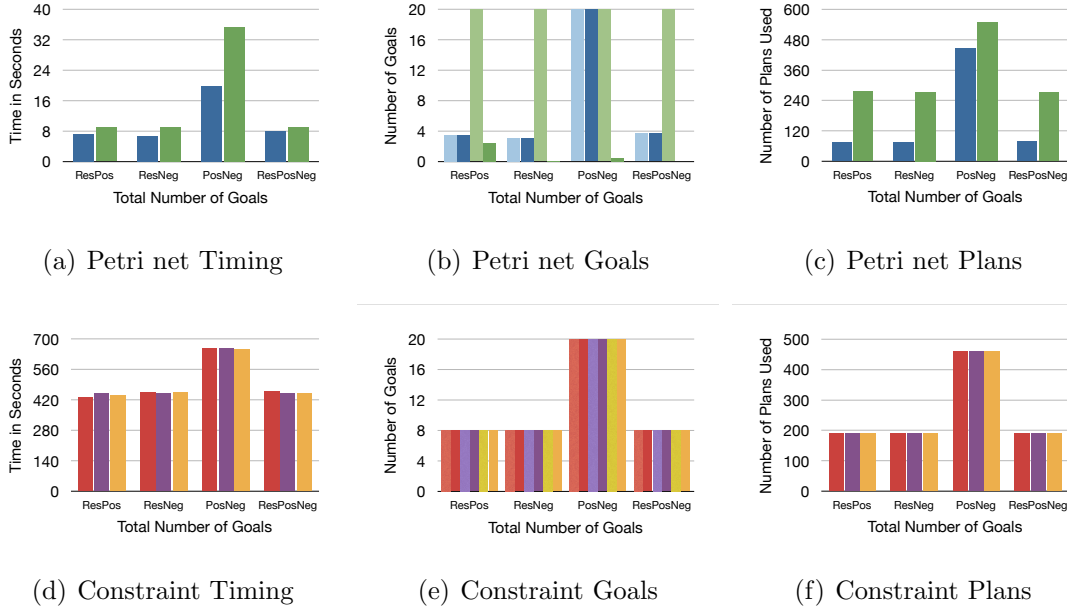 Time in Seconds
40
32
24
16
8
0
ResPos ResNeg PosNeg ResPosNeg
Total Number of Goals
(a) Petri net Timing
Number of Goals
20
16
12
8
4
0
ResPos ResNeg PosNeg ResPosNeg
Total Number of Goals
(b) Petri net Goals
Number of Plans Used
600
480
360
240
120
0
ResPos ResNeg PosNeg ResPosNeg
Total Number of Goals
(c) Petri net Plans
Time in Seconds
700
560
420
280
140
0
ResPos ResNeg PosNeg ResPosNeg
Total Number of Goals
(d) Constraint Timing
Number of Goals
20
16
12
8
4
0
ResPos ResNeg PosNeg ResPosNeg
Total Number of Goals
(e) Constraint Goals
Number of Plans Used
500
400
300
200
100
0
ResPos ResNeg PosNeg ResPosNeg
Total Number of Goals
(f) Constraint Plans